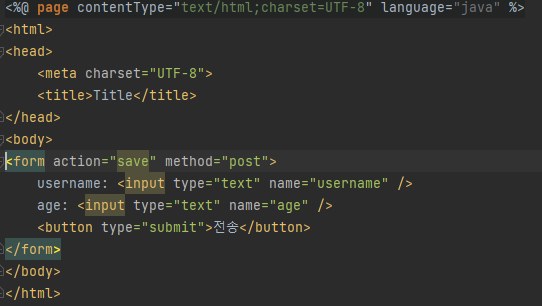 <%@ page contentType="text/html;charset=UTF-8" language="java" %>
<html>
<head>
    <meta charset="UTF-8">
    <title>Title</title>
</head>
<body>
<form action="save" method="post">
    username: <input type="text" name="username" />
    age: <input type="text" name="age" />
    <button type="submit">전송</button>
</form>
</body>
</html>